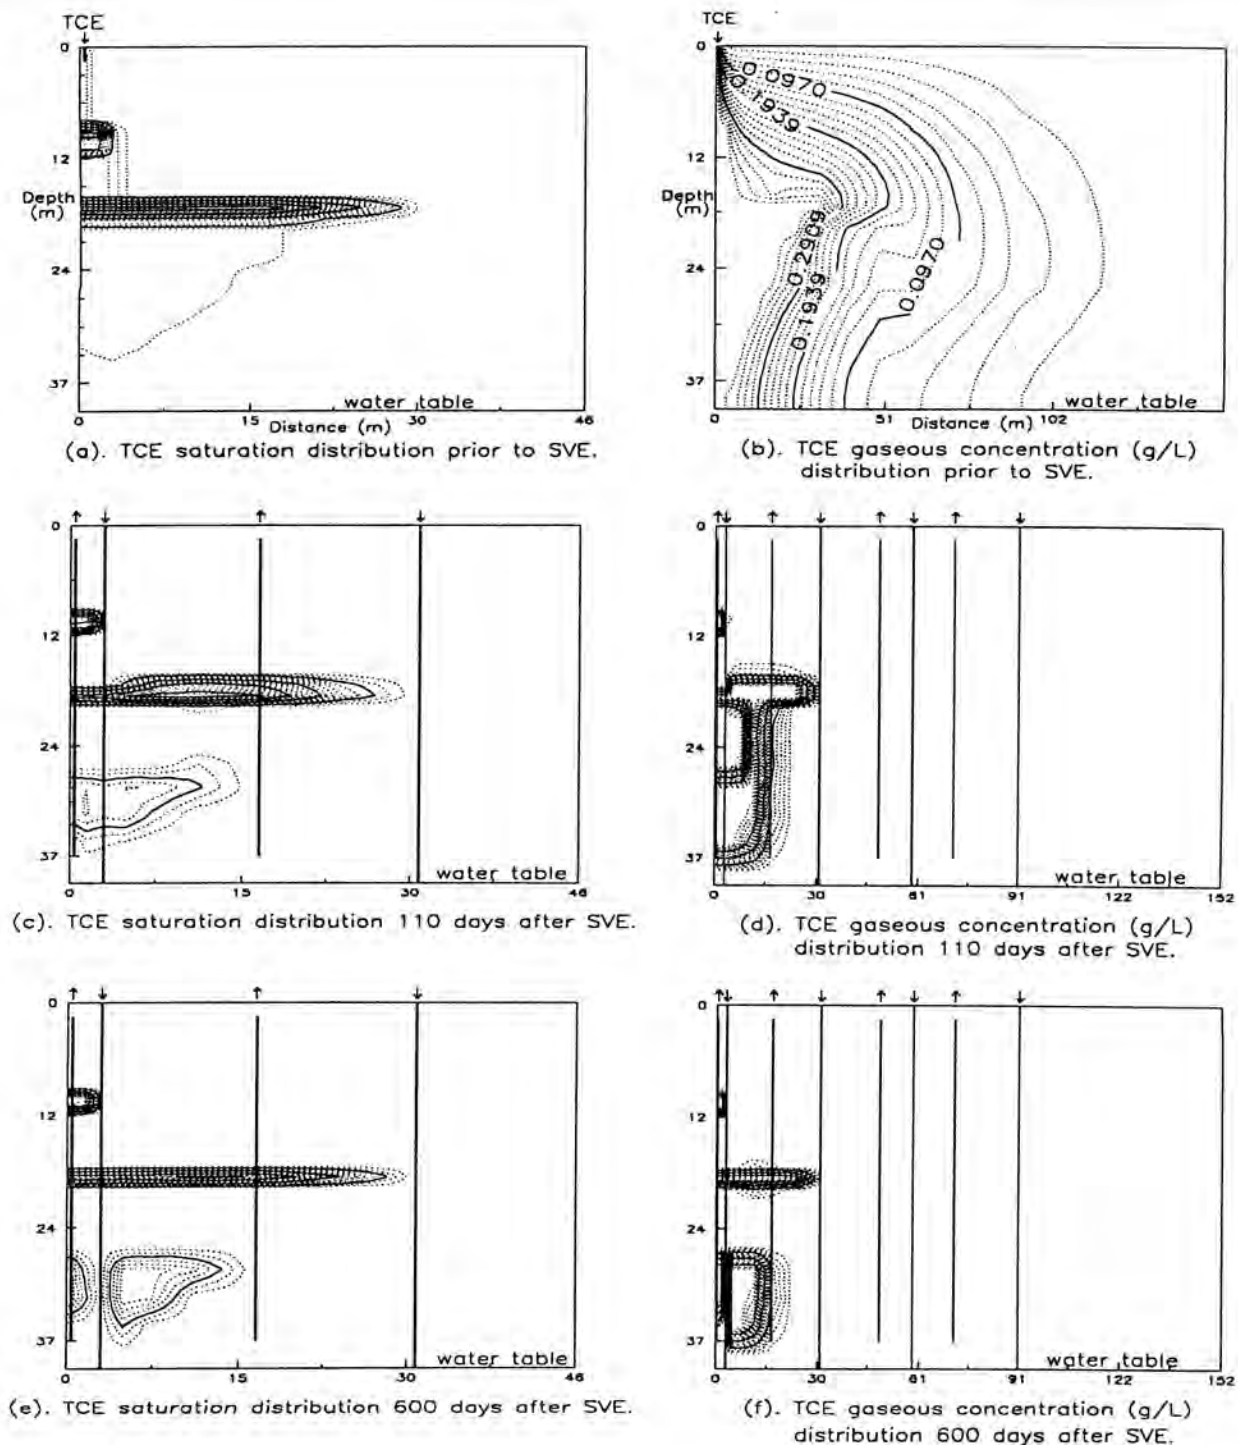 TCE
0
12
Depth
(m)
24
37
water table
0 15 30 46
Distance (m)
(a). TCE saturation distribution prior to SVE.
TCE
0
0.0970
0.1939
12
Depth
(m)
0.2909
24
0.0970
0.1939
37
water table
0 51 102
Distance (m)
(b). TCE gaseous concentration (g/L)
distribution prior to SVE.
0
12
24
37
water table
0 15 30 46
(c). TCE saturation distribution 110 days after SVE.
0
12
24
37
water table
0 30 61 91 122 152
(d). TCE gaseous concentration (g/L)
distribution 110 days after SVE.
0
12
24
37
water table
0 15 30 46
(e). TCE saturation distribution 600 days after SVE.
0
12
24
37
water table
0 30 61 91 122 152
(f). TCE gaseous concentration (g/L)
distribution 600 days after SVE.